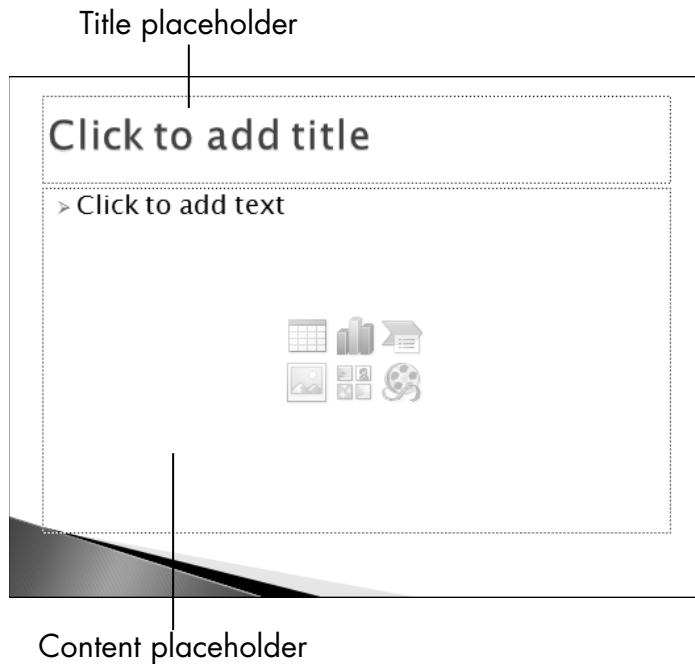 Title placeholder
Click to add title
Click to add text
Content placeholder